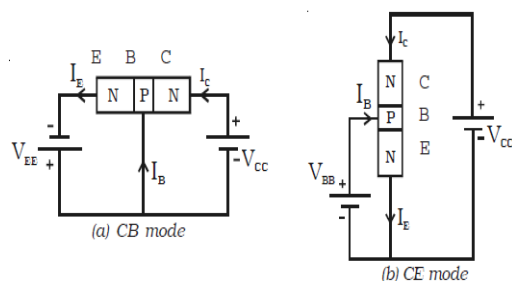 E B C
I_E
I_C
N P N
-
V_EE
+
I_B
+
-
V_CC
(a) CB mode
I_C
N C
I_B
P B
N E
V_BB
+
-
+
-
V_CC
I_E
(b) CE mode